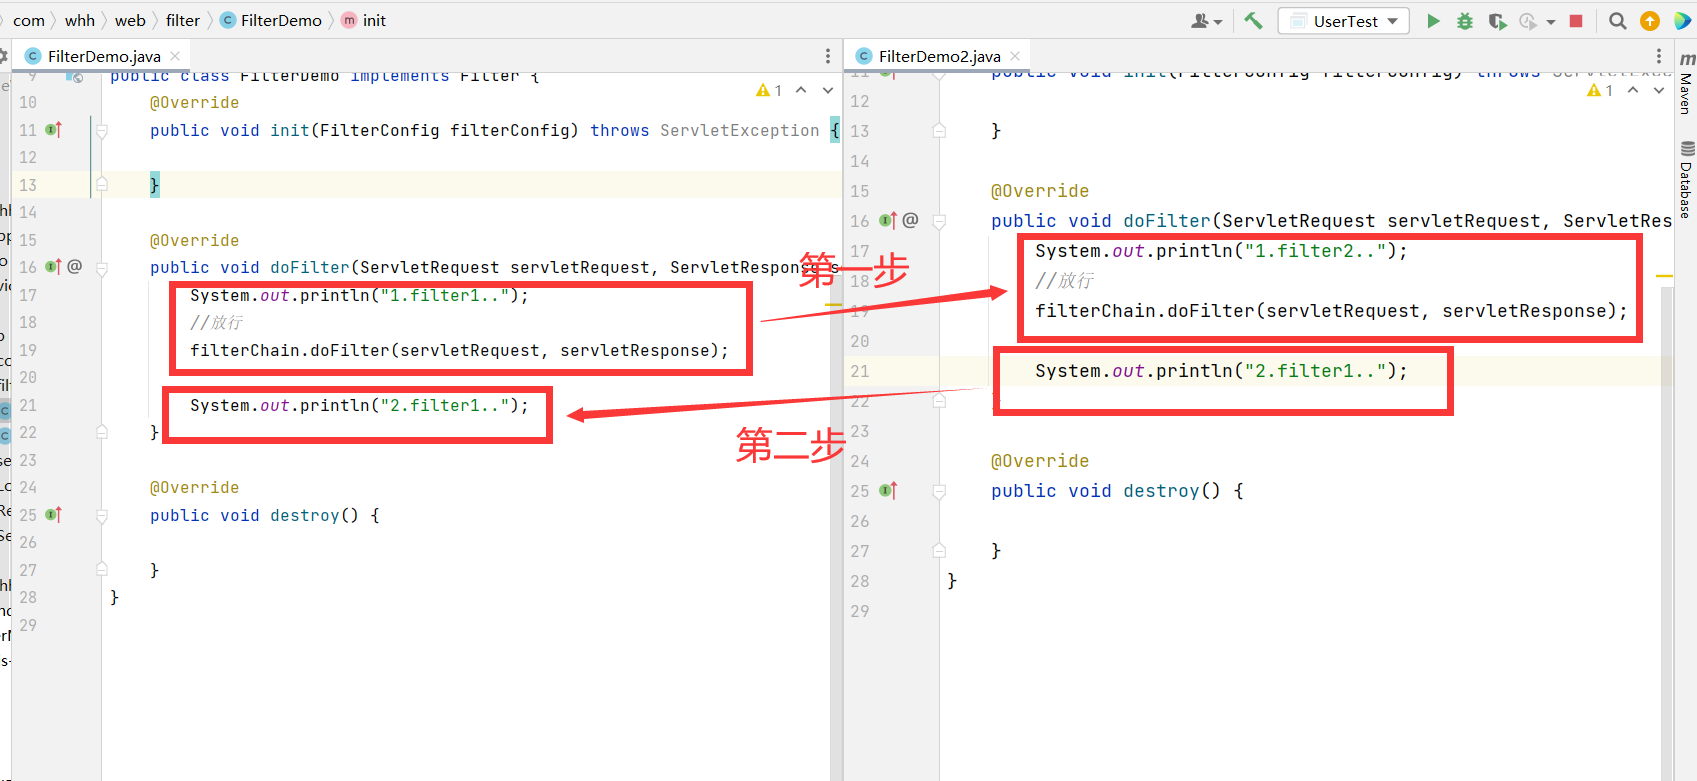 com whh web filter FilterDemo init
UserTest
FilterDemo.java
9 public class FilterDemo implements Filter {
1
10 @Override
11 public void init(FilterConfig filterConfig) throws ServletException {
12
13 }
14
15 @Override
16 public void doFilter(ServletRequest servletRequest, ServletResponse s
17 System.out.println("1.filter1..");
18 //放行
19 filterChain.doFilter(servletRequest, servletResponse);
20
21 System.out.println("2.filter1..");
22 }
23
24 @Override
25 public void destroy() {
26
27 }
28 }
29
第一步
第二步
FilterDemo2.java
11 public void init(FilterConfig filterConfig) throws ServletExce
1
12
13 }
14
15 @Override
16 public void doFilter(ServletRequest servletRequest, ServletRes
17 System.out.println("1.filter2..");
18 //放行
19 filterChain.doFilter(servletRequest, servletResponse);
20
21 System.out.println("2.filter1..");
22 }
23
24 @Override
25 public void destroy() {
26
27 }
28 }
29
Maven
Database